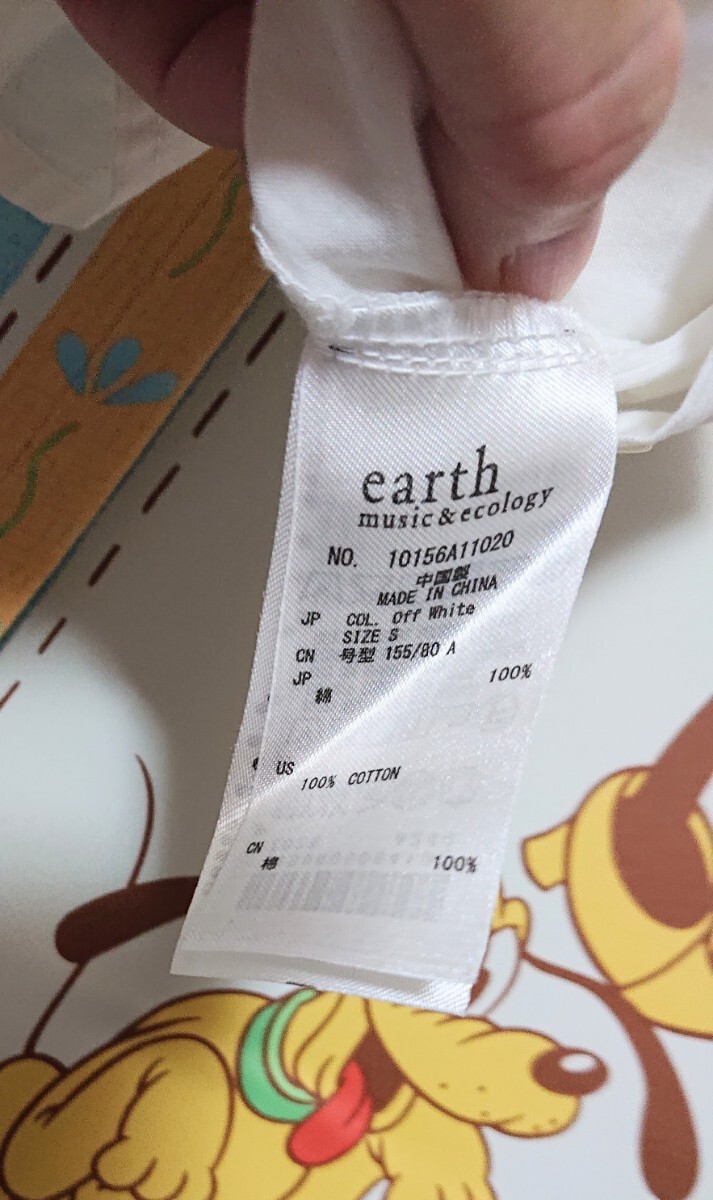 earth
music&ecology
NO. 10156A11020
中国製
MADE IN CHINA
JP COL. Off White
SIZE S
CN 号型 155/80 A
JP
綿 100%
US
100% COTTON
CN
棉 100%